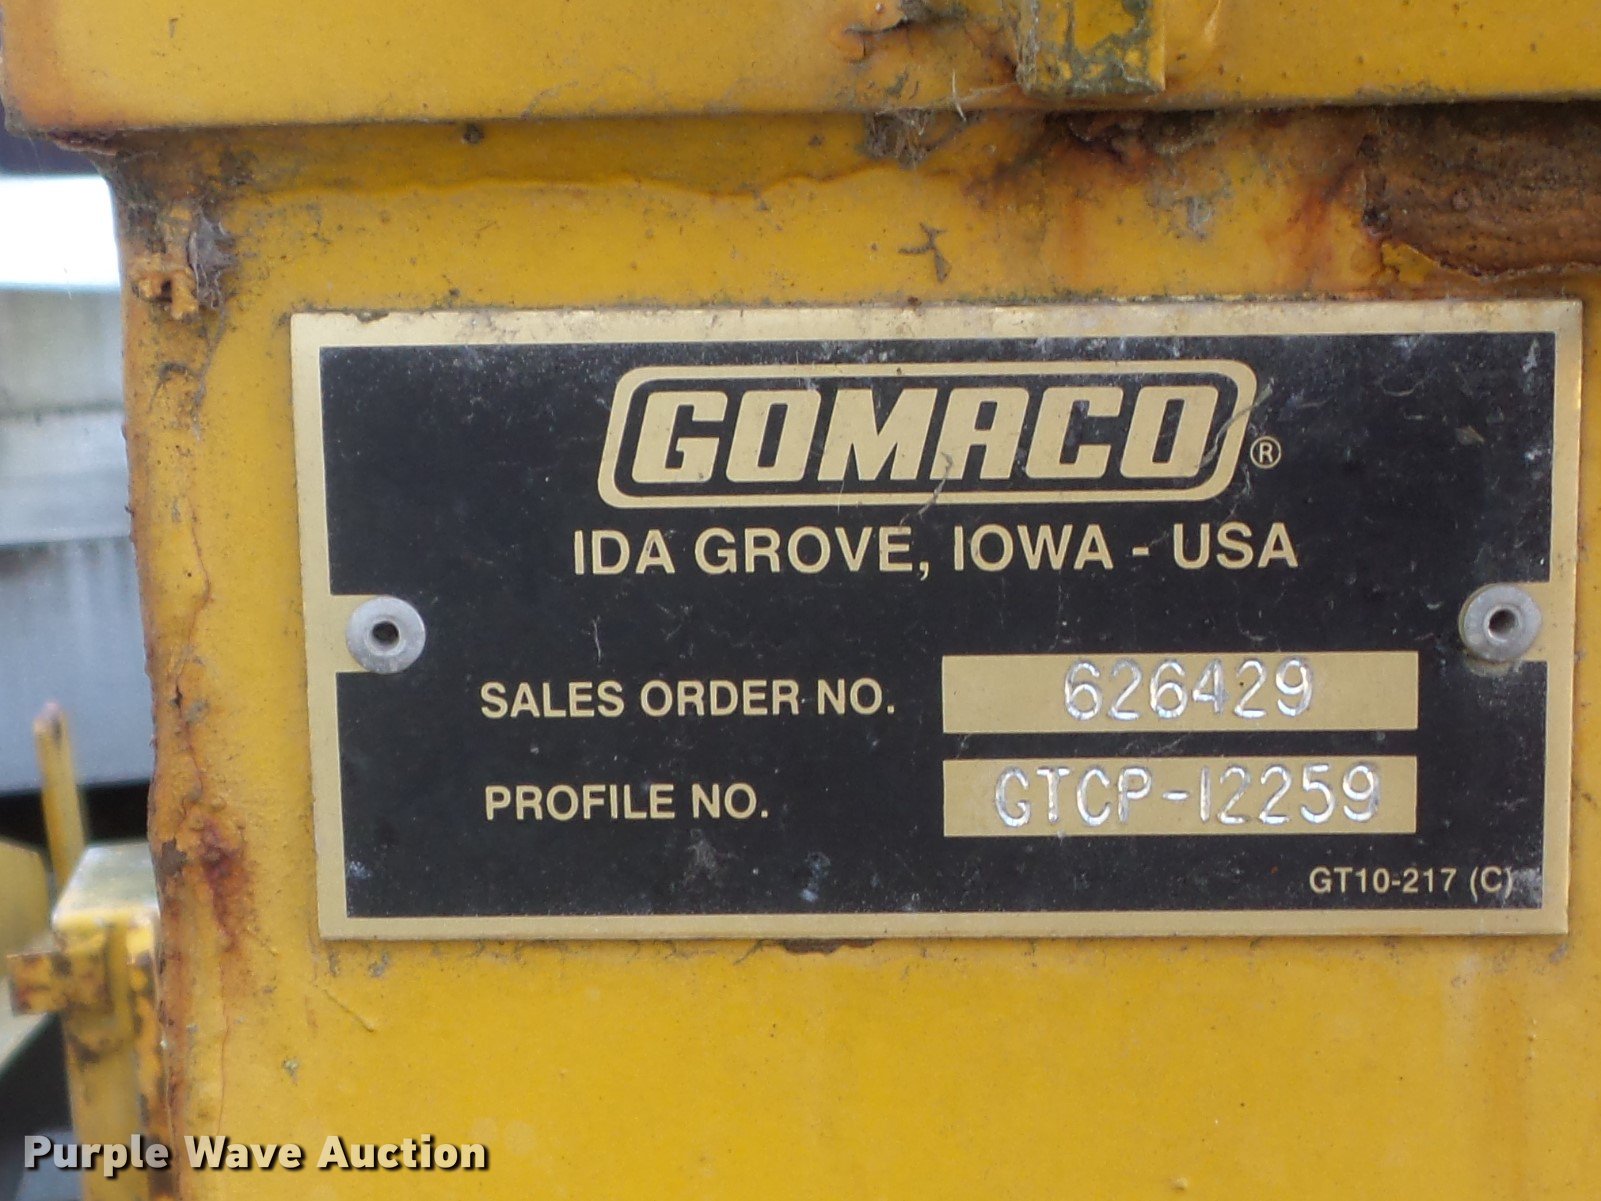 GOMACO®
IDA GROVE, IOWA - USA
SALES ORDER NO. 626429
PROFILE NO. GTCP-12259
GT10-217 (C)
Purple Wave Auction